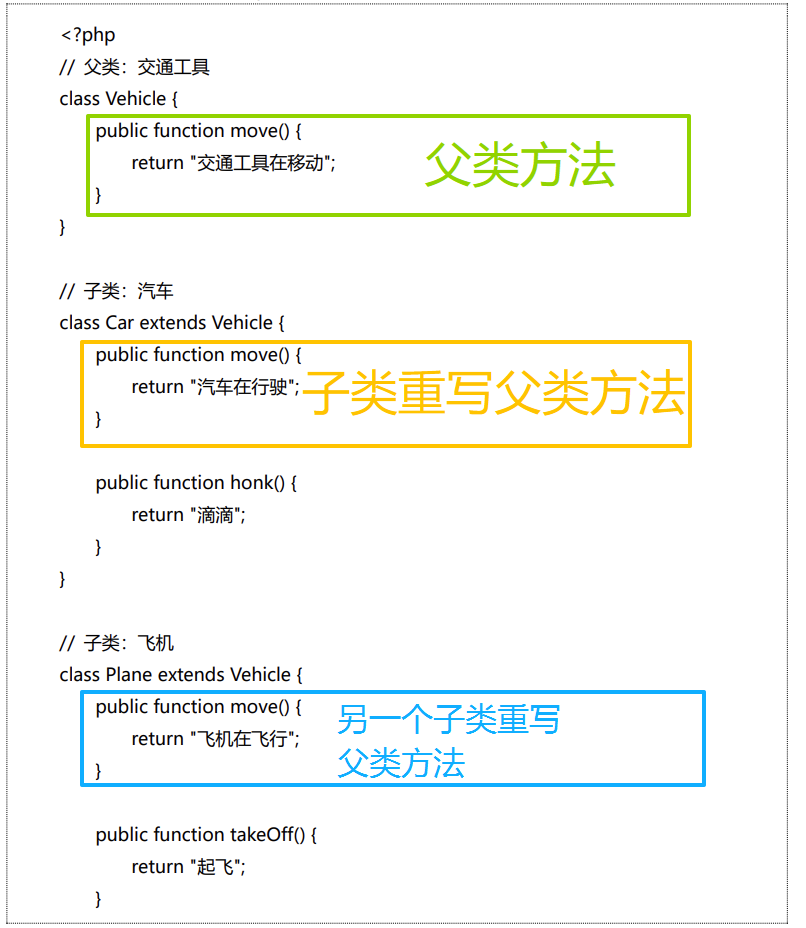 <?php
// 父类：交通工具
class Vehicle {
public function move() {
return "交通工具在移动";
父类方法
}
}
// 子类：汽车
class Car extends Vehicle {
public function move() {
return "汽车在行驶";
子类重写父类方法
}
public function honk() {
return "滴滴";
}
}
// 子类：飞机
class Plane extends Vehicle {
public function move() {
另一个子类重写
return "飞机在飞行";
父类方法
}
public function takeOff() {
return "起飞";
}